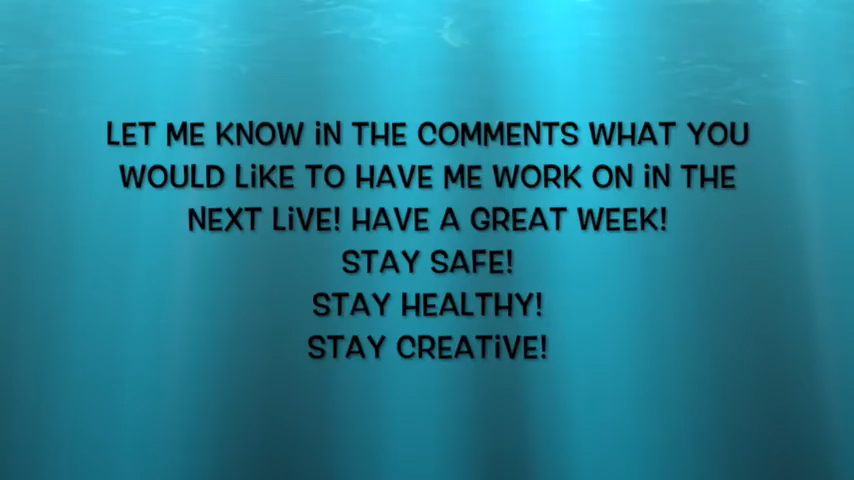 LET ME KNOW iN THE COMMENTS WHAT YOU
WOULD LiKE TO HAVE ME WORK ON iN THE
NEXT LiVE! HAVE A GREAT WEEK!
STAY SAFE!
STAY HEALTHY!
STAY CREATiVE!